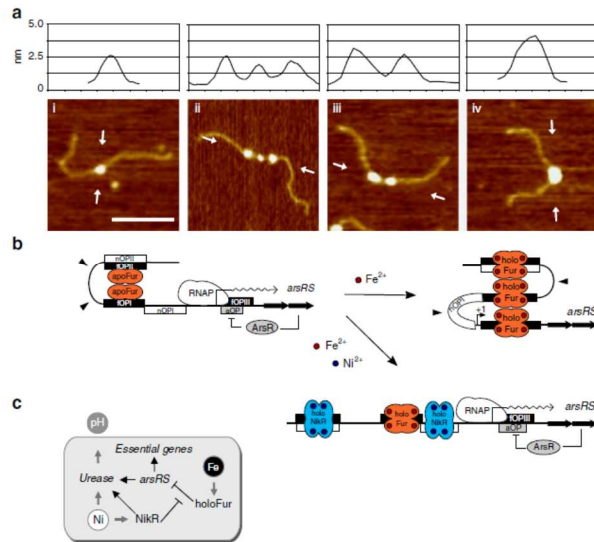 a
5.0
2.5
0
nm
i
ii
iii
iv
b
nOPII
fOPII
apoFur
apoFur
fOPI
nOPI
RNAP
fOPIII
aOP
arsRS
ArsR
Fe2+
Fe2+
Ni2+
holo
Fur
holo
Fur
nOPI
+1
holo
Fur
arsRS
holo
NikR
holo
Fur
holo
NikR
RNAP
fOPIII
aOP
arsRS
ArsR
c
pH
Essential genes
Fe
Urease
arsRS
holoFur
Ni
NikR